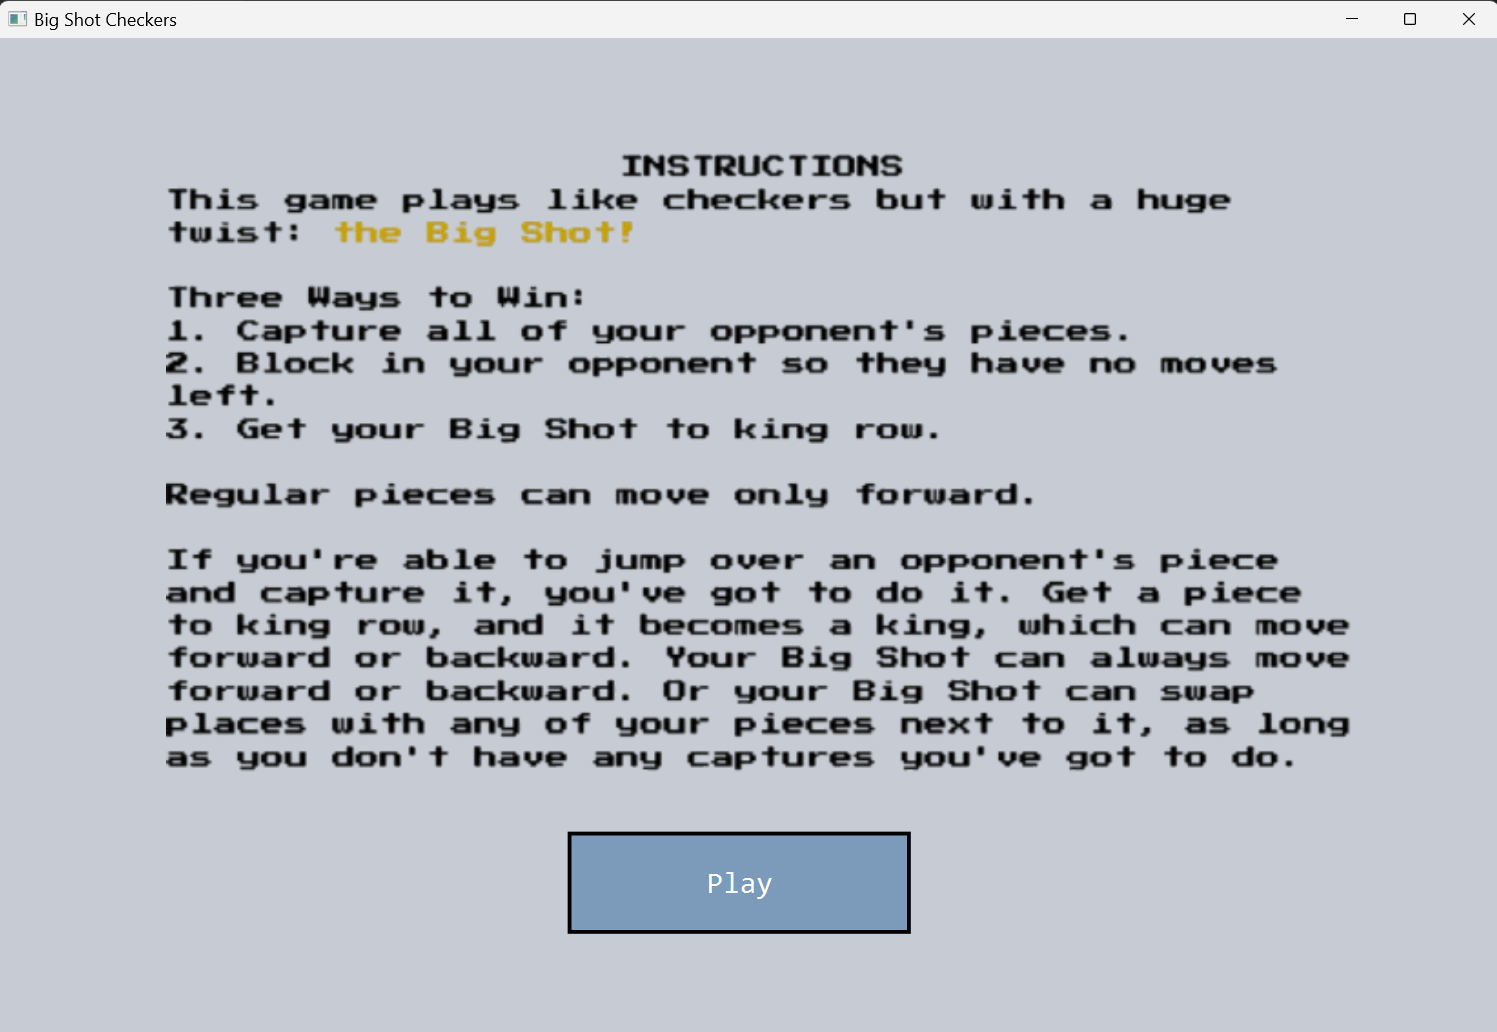 Big Shot Checkers
INSTRUCTIONS
This game plays like checkers but with a huge
twist: the Big Shot!
Three Ways to Win:
1. Capture all of your opponent's pieces.
2. Block in your opponent so they have no moves
left.
3. Get your Big Shot to king row.
Regular pieces can move only forward.
If you're able to jump over an opponent's piece
and capture it, you've got to do it. Get a piece
to king row, and it becomes a king, which can move
forward or backward. Your Big Shot can always move
forward or backward. Or your Big Shot can swap
places with any of your pieces next to it, as long
as you don't have any captures you've got to do.
Play